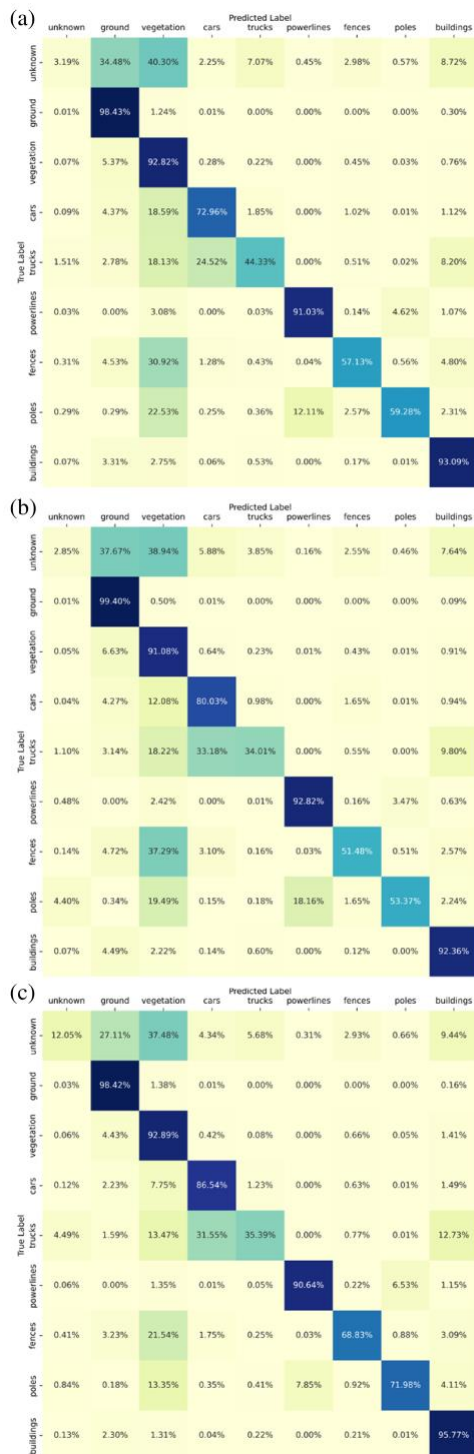 (a)
Predicted Label
unknown ground vegetation cars trucks powerlines fences poles buildings
unknown 3.19% 34.48% 40.30% 2.25% 7.07% 0.45% 2.98% 0.57% 8.72%
ground 0.01% 98.43% 1.24% 0.01% 0.00% 0.00% 0.00% 0.00% 0.30%
vegetation 0.07% 5.37% 92.82% 0.28% 0.22% 0.00% 0.45% 0.03% 0.76%
cars 0.09% 4.37% 18.59% 72.96% 1.85% 0.00% 1.02% 0.01% 1.12%
True Label
trucks 1.51% 2.78% 18.13% 24.52% 44.33% 0.00% 0.51% 0.02% 8.20%
powerlines 0.03% 0.00% 3.08% 0.00% 0.03% 91.03% 0.14% 4.62% 1.07%
fences 0.31% 4.53% 30.92% 1.28% 0.43% 0.04% 57.13% 0.56% 4.80%
poles 0.29% 0.29% 22.53% 0.25% 0.36% 12.11% 2.57% 59.28% 2.31%
buildings 0.07% 3.31% 2.75% 0.06% 0.53% 0.00% 0.17% 0.01% 93.09%
(b)
Predicted Label
unknown ground vegetation cars trucks powerlines fences poles buildings
unknown 2.85% 37.67% 38.94% 5.88% 3.85% 0.16% 2.55% 0.46% 7.64%
ground 0.01% 99.40% 0.50% 0.01% 0.00% 0.00% 0.00% 0.00% 0.09%
vegetation 0.05% 6.63% 91.08% 0.64% 0.23% 0.01% 0.43% 0.01% 0.91%
cars 0.04% 4.27% 12.08% 80.03% 0.98% 0.00% 1.65% 0.01% 0.94%
True Label
trucks 1.10% 3.14% 18.22% 33.18% 34.01% 0.00% 0.55% 0.00% 9.80%
powerlines 0.48% 0.00% 2.42% 0.00% 0.01% 92.82% 0.16% 3.47% 0.63%
fences 0.14% 4.72% 37.29% 3.10% 0.16% 0.03% 51.48% 0.51% 2.57%
poles 4.40% 0.34% 19.49% 0.15% 0.18% 18.16% 1.65% 53.37% 2.24%
buildings 0.07% 4.49% 2.22% 0.14% 0.60% 0.00% 0.12% 0.00% 92.36%
(c)
Predicted Label
unknown ground vegetation cars trucks powerlines fences poles buildings
unknown 12.05% 27.11% 37.48% 4.34% 5.68% 0.31% 2.93% 0.66% 9.44%
ground 0.03% 98.42% 1.38% 0.01% 0.00% 0.00% 0.00% 0.00% 0.16%
vegetation 0.06% 4.43% 92.89% 0.42% 0.08% 0.00% 0.66% 0.05% 1.41%
cars 0.12% 2.23% 7.75% 86.54% 1.23% 0.00% 0.63% 0.01% 1.49%
True Label
trucks 4.49% 1.59% 13.47% 31.55% 35.39% 0.00% 0.77% 0.01% 12.73%
powerlines 0.06% 0.00% 1.35% 0.01% 0.05% 90.64% 0.22% 6.53% 1.15%
fences 0.41% 3.23% 21.54% 1.75% 0.25% 0.03% 68.83% 0.88% 3.09%
poles 0.84% 0.18% 13.35% 0.35% 0.41% 7.85% 0.92% 71.98% 4.11%
buildings 0.13% 2.30% 1.31% 0.04% 0.22% 0.00% 0.21% 0.01% 95.77%